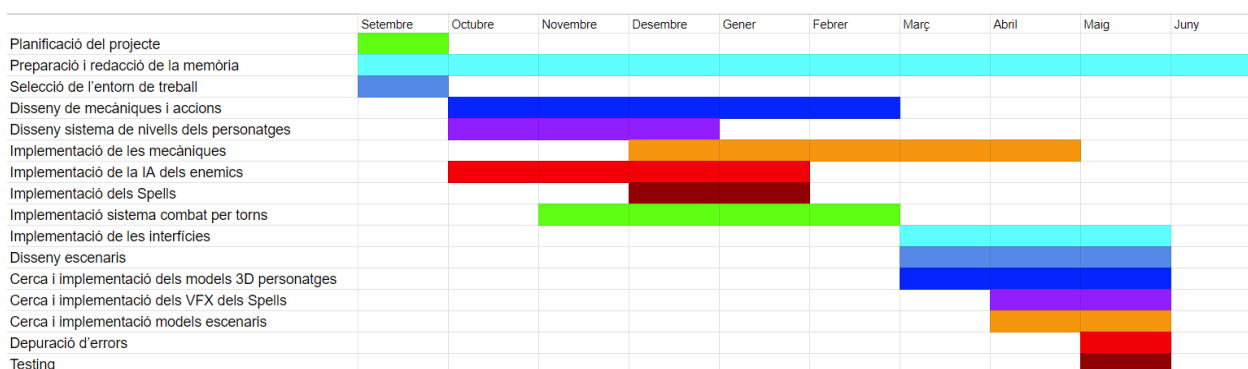 Setembre Octubre Novembre Desembre Gener Febrer Març Abril Maig Juny
Planificació del projecte
Preparació i redacció de la memòria
Selecció de l'entorn de treball
Disseny de mecàniques i accions
Disseny sistema de nivells dels personatges
Implementació de les mecàniques
Implementació de la IA dels enemics
Implementació dels Spells
Implementació sistema combat per torns
Implementació de les interfícies
Disseny escenaris
Cerca i implementació dels models 3D personatges
Cerca i implementació dels VFX dels Spells
Cerca i implementació models escenaris
Depuració d'errors
Testing